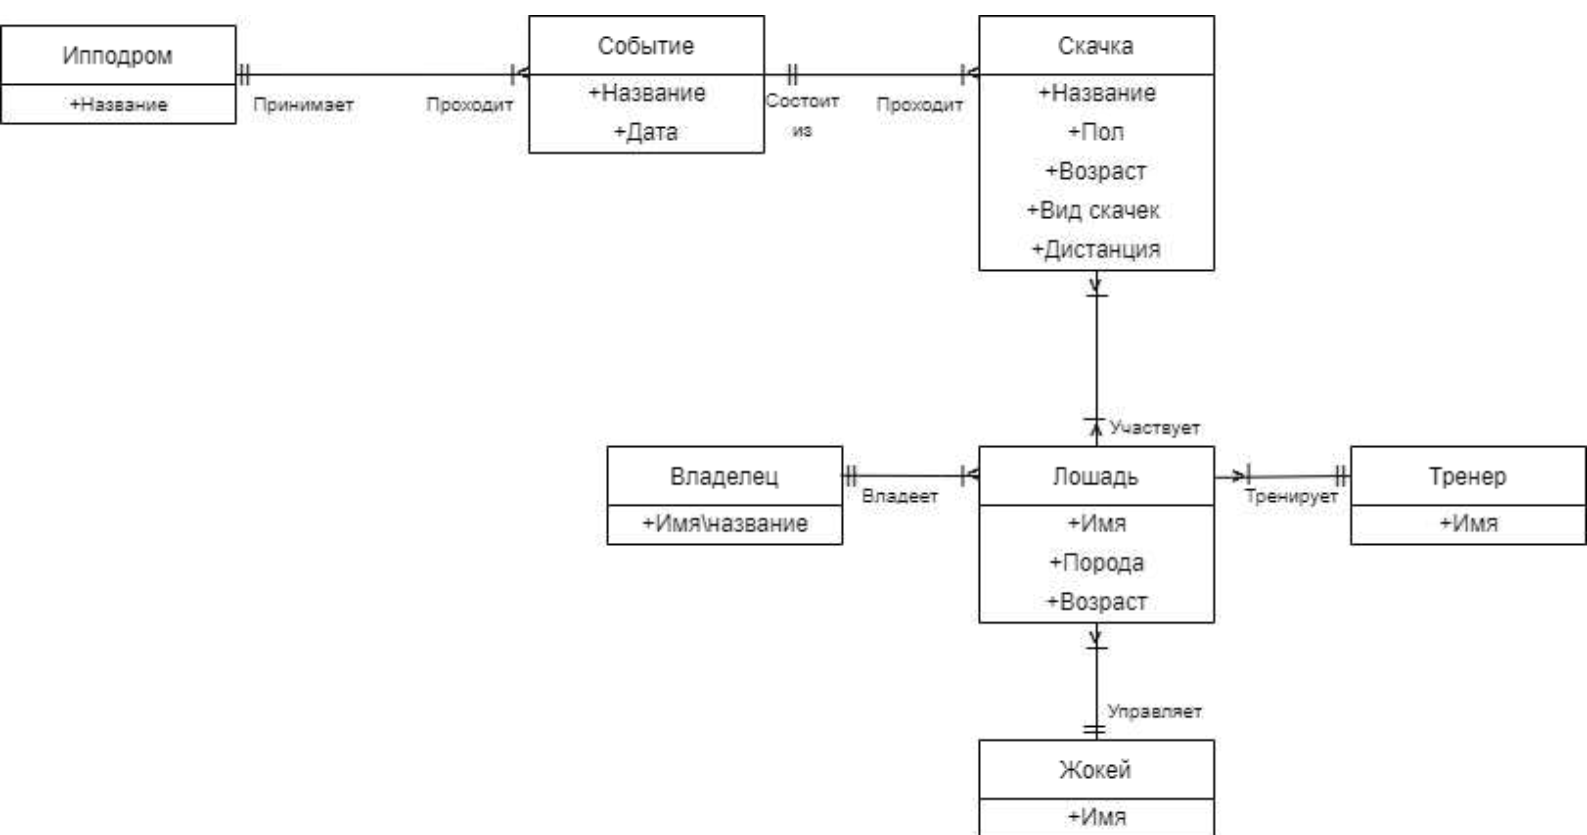 Ипподром
+Название
Принимает
Проходит
Событие
+Название
+Дата
Состоит
из
Проходит
Скачка
+Название
+Пол
+Возраст
+Вид скачек
+Дистанция
Участвует
Владелец
+Имя\название
Владеет
Лошадь
+Имя
+Порода
+Возраст
Тренирует
Тренер
+Имя
Управляет
Жокей
+Имя